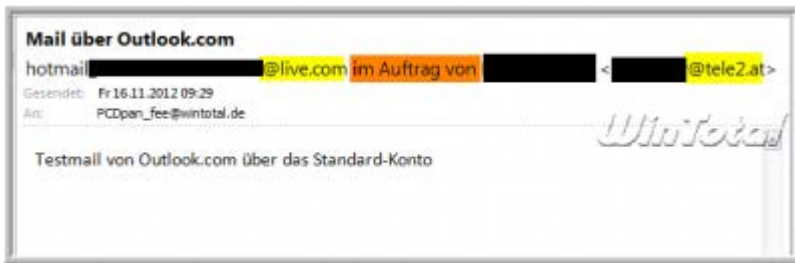 Mail über Outlook.com
hotmail @live.com im Auftrag von < @tele2.at>
Gesendet: Fr 16.11.2012 09:29
An: PCDpan_fee@wintotal.de
WinTotal
Testmail von Outlook.com über das Standard-Konto